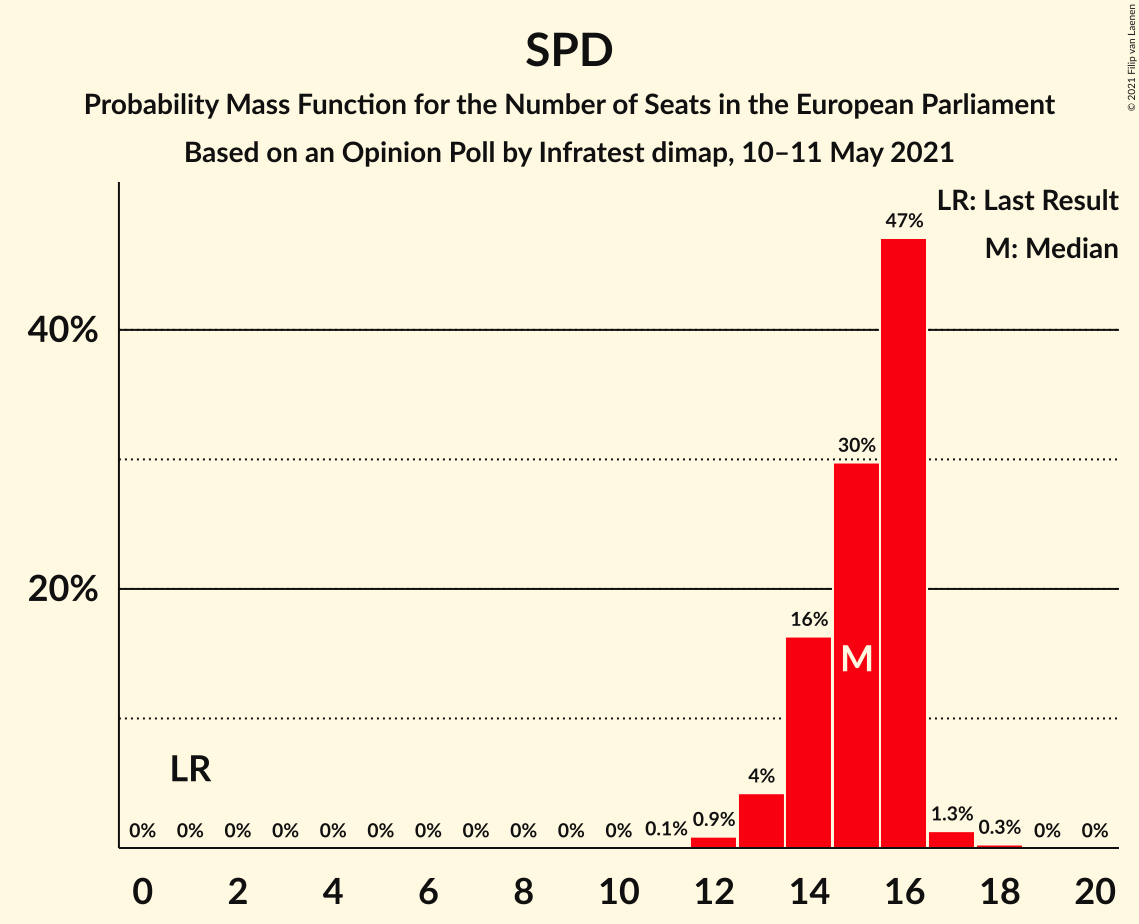 SPD
Probability Mass Function for the Number of Seats in the European Parliament
Based on an Opinion Poll by Infratest dimap, 10–11 May 2021
© 2021 Filip van Laenen
LR: Last Result
M: Median
47%
40%
30%
20%
16%
M
LR
4%
0% 0% 0% 0% 0% 0% 0% 0% 0% 0% 0% 0.1% 0.9% 1.3% 0.3% 0% 0%
0 2 4 6 8 10 12 14 16 18 20